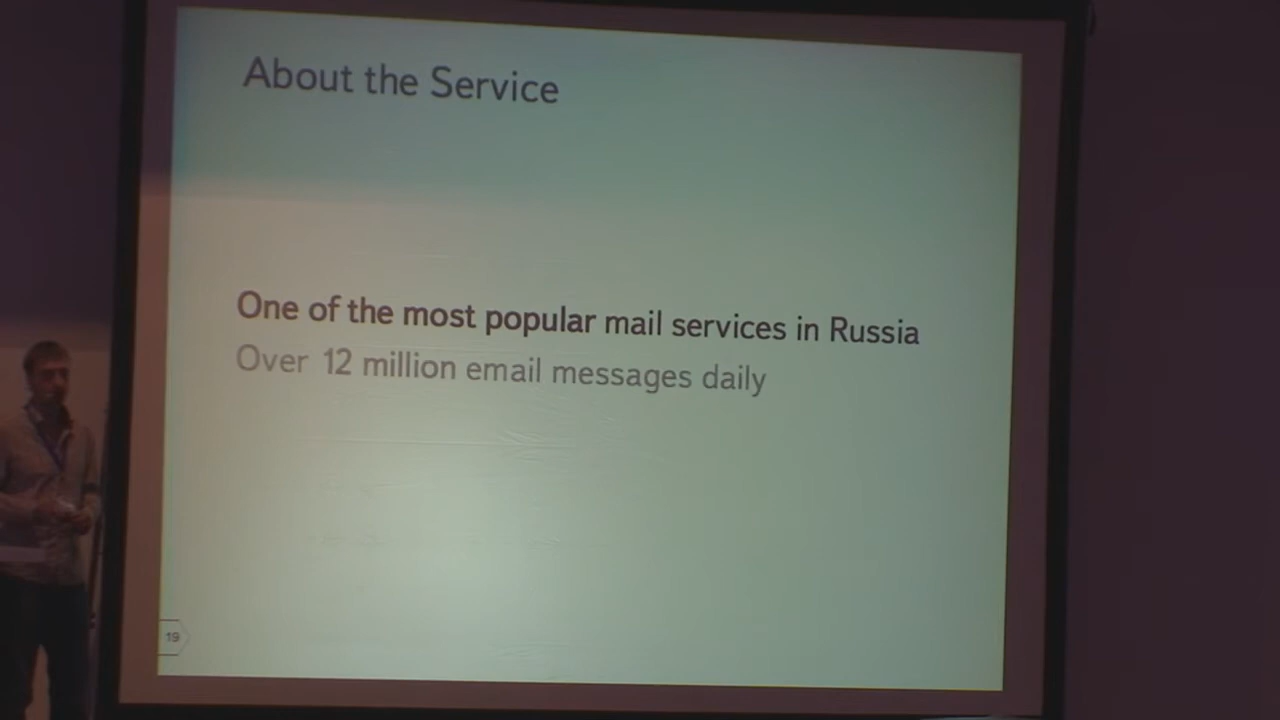 About the Service
One of the most popular mail services in Russia
Over 12 million email messages daily
19